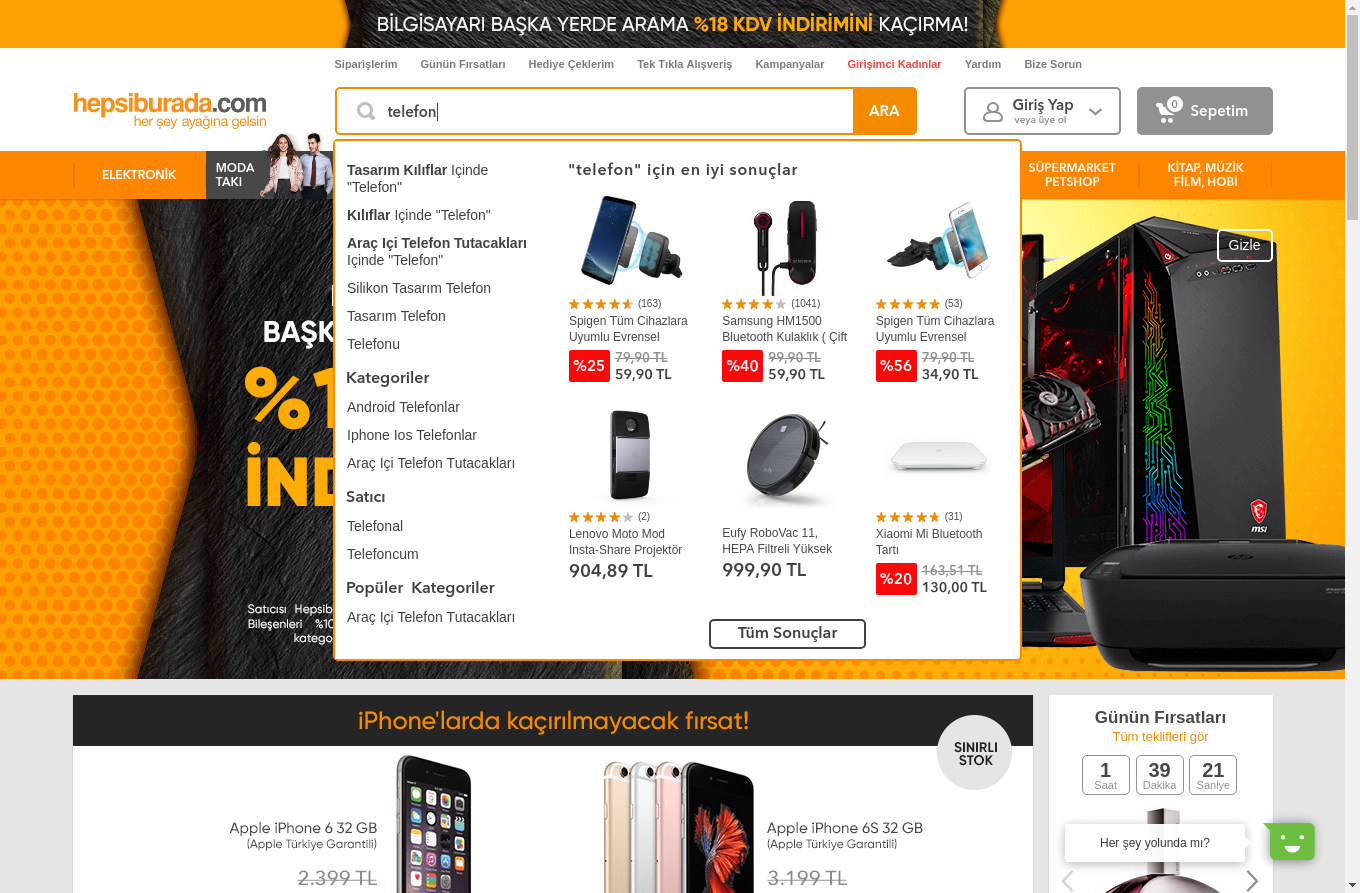 BİLGİSAYARI BAŞKA YERDE ARAMA %18 KDV İNDİRİMİNİ KAÇIRMA!
Siparişlerim Günün Fırsatları Hediye Çeklerim Tek Tıkla Alışveriş Kampanyalar Girişimci Kadınlar Yardım Bize Sorun
hepsiburada.com
her şey ayağına gelsin
telefon
ARA
Giriş Yap
veya üye ol
0
Sepetim
ELEKTRONİK
MODA
TAKI
SÜPERMARKET
PETSHOP
KİTAP, MÜZİK
FİLM, HOBİ
Tasarım Kılıflar Içinde
"Telefon"
Kılıflar Içinde "Telefon"
Araç Içi Telefon Tutacakları
Içinde "Telefon"
Silikon Tasarım Telefon
Tasarım Telefon
Telefonu
Kategoriler
Android Telefonlar
Iphone Ios Telefonlar
Araç Içi Telefon Tutacakları
Satıcı
Telefonal
Telefoncum
Popüler Kategoriler
Araç Içi Telefon Tutacakları
"telefon" için en iyi sonuçlar
(163)
Spigen Tüm Cihazlara
Uyumlu Evrensel
%25
79,90 TL
59,90 TL
(1041)
Samsung HM1500
Bluetooth Kulaklık ( Çift
%40
99,90 TL
59,90 TL
(53)
Spigen Tüm Cihazlara
Uyumlu Evrensel
%56
79,90 TL
34,90 TL
(2)
Lenovo Moto Mod
Insta-Share Projektör
904,89 TL
Eufy RoboVac 11,
HEPA Filtreli Yüksek
999,90 TL
(31)
Xiaomi Mi Bluetooth
Tartı
%20
163,51 TL
130,00 TL
Tüm Sonuçlar
Gizle
BAŞK
%1
İND
Satıcısı Hepsib
Bileşenleri %10
katego
msi
iPhone'larda kaçırılmayacak fırsat!
SINIRLI
STOK
Apple iPhone 6 32 GB
(Apple Türkiye Garantili)
2.399 TL
Apple iPhone 6S 32 GB
(Apple Türkiye Garantili)
3.199 TL
Günün Fırsatları
Tüm teklifleri gör
1 39 21
Saat Dakika Saniye
Her şey yolunda mı?